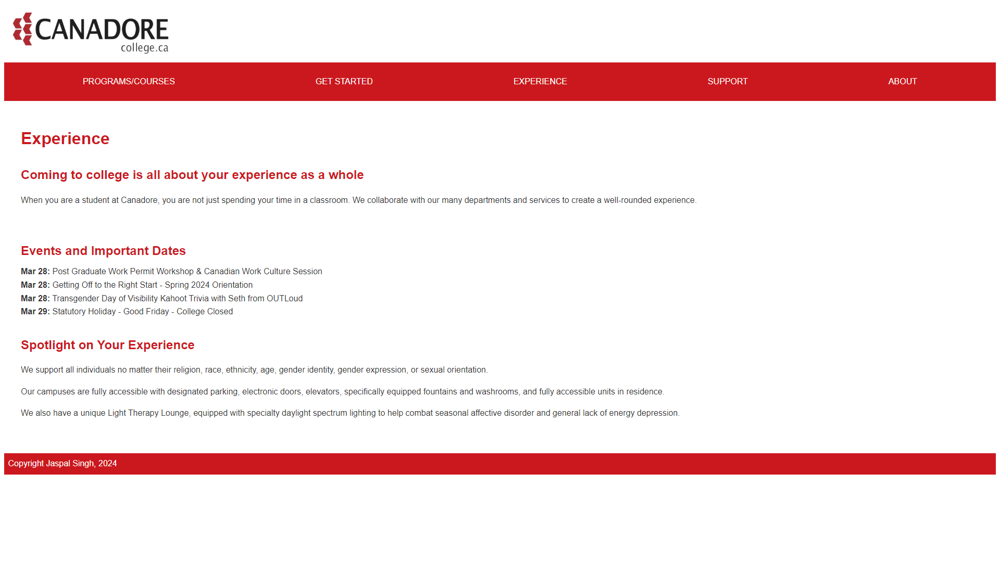 CANADORE
college.ca
PROGRAMS/COURSES GET STARTED EXPERIENCE SUPPORT ABOUT
Experience
Coming to college is all about your experience as a whole
When you are a student at Canadore, you are not just spending your time in a classroom. We collaborate with our many departments and services to create a well-rounded experience.
Events and Important Dates
Mar 28: Post Graduate Work Permit Workshop & Canadian Work Culture Session
Mar 28: Getting Off to the Right Start - Spring 2024 Orientation
Mar 28: Transgender Day of Visibility Kahoot Trivia with Seth from OUTLoud
Mar 29: Statutory Holiday - Good Friday - College Closed
Spotlight on Your Experience
We support all individuals no matter their religion, race, ethnicity, age, gender identity, gender expression, or sexual orientation.
Our campuses are fully accessible with designated parking, electronic doors, elevators, specifically equipped fountains and washrooms, and fully accessible units in residence.
We also have a unique Light Therapy Lounge, equipped with specialty daylight spectrum lighting to help combat seasonal affective disorder and general lack of energy depression.
Copyright Jaspal Singh, 2024